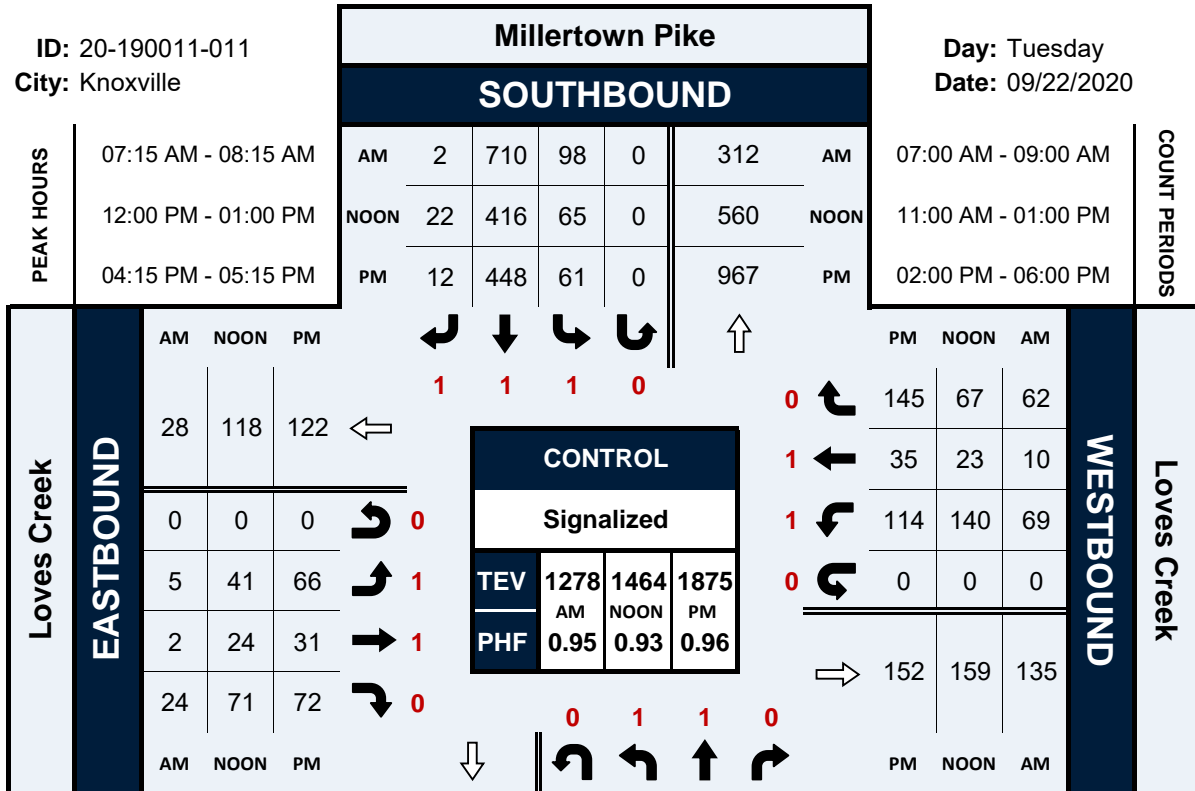 ID: 20-190011-011
City: Knoxville
Millertown Pike
SOUTHBOUND
Day: Tuesday
Date: 09/22/2020
PEAK HOURS
07:15 AM - 08:15 AM
12:00 PM - 01:00 PM
04:15 PM - 05:15 PM
AM 2 710 98 0 312 AM
NOON 22 416 65 0 560 NOON
PM 12 448 61 0 967 PM
07:00 AM - 09:00 AM
11:00 AM - 01:00 PM
02:00 PM - 06:00 PM
COUNT PERIODS
1 1 1 0
Loves Creek
EASTBOUND
AM NOON PM
28 118 122
0 0 0 0
5 41 66 1
2 24 31 1
24 71 72 0
AM NOON PM
CONTROL
Signalized
TEV 1278 1464 1875
AM NOON PM
PHF 0.95 0.93 0.96
PM NOON AM
0 145 67 62
1 35 23 10
1 114 140 69
0 0 0 0
152 159 135
PM NOON AM
WESTBOUND
Loves Creek
0 1 1 0